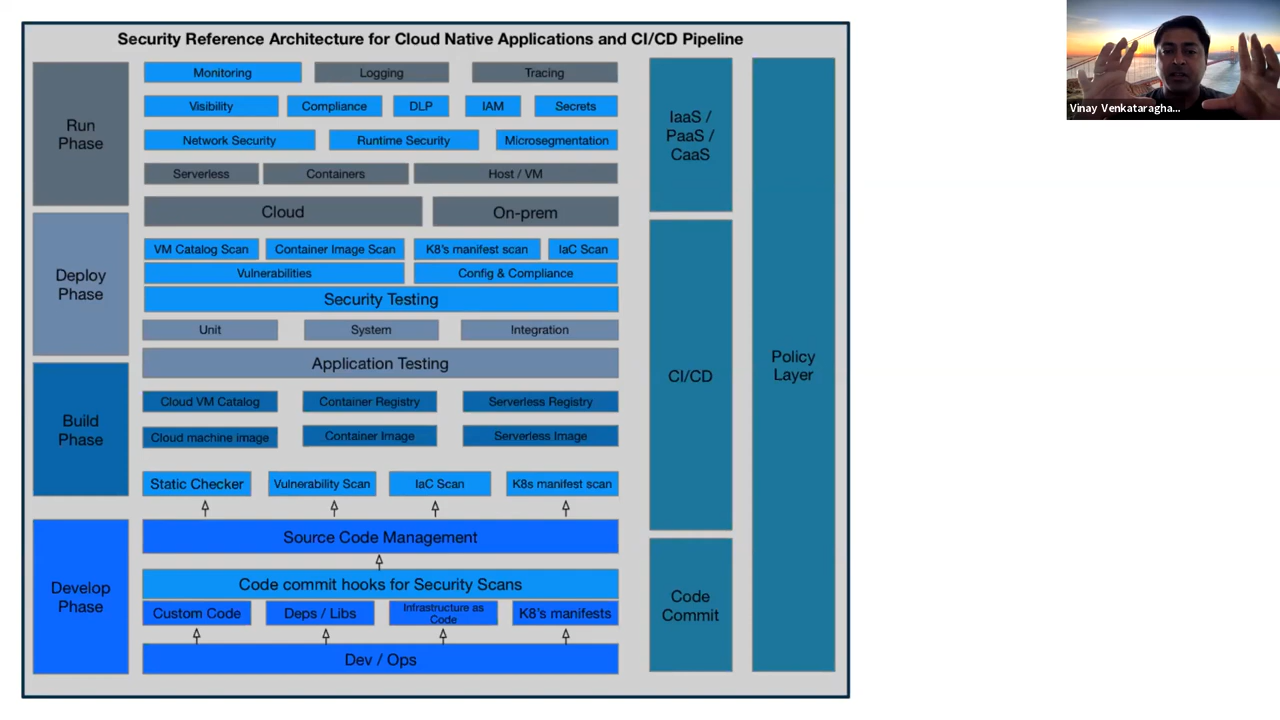 Security Reference Architecture for Cloud Native Applications and CI/CD Pipeline
Run
Phase
Monitoring
Logging
Tracing
Visibility
Compliance
DLP
IAM
Secrets
Network Security
Runtime Security
Microsegmentation
Serverless
Containers
Host / VM
Cloud
On-prem
Deploy
Phase
VM Catalog Scan
Container Image Scan
K8's manifest scan
IaC Scan
Vulnerabilities
Config & Compliance
Security Testing
Unit
System
Integration
Application Testing
Build
Phase
Cloud VM Catalog
Container Registry
Serverless Registry
Cloud machine image
Container Image
Serverless Image
Static Checker
Vulnerability Scan
IaC Scan
K8s manifest scan
Develop
Phase
Source Code Management
Code commit hooks for Security Scans
Custom Code
Deps / Libs
Infrastructure as
Code
K8's manifests
Dev / Ops
IaaS /
PaaS /
CaaS
CI/CD
Code
Commit
Policy
Layer
Vinay Venkataragha...